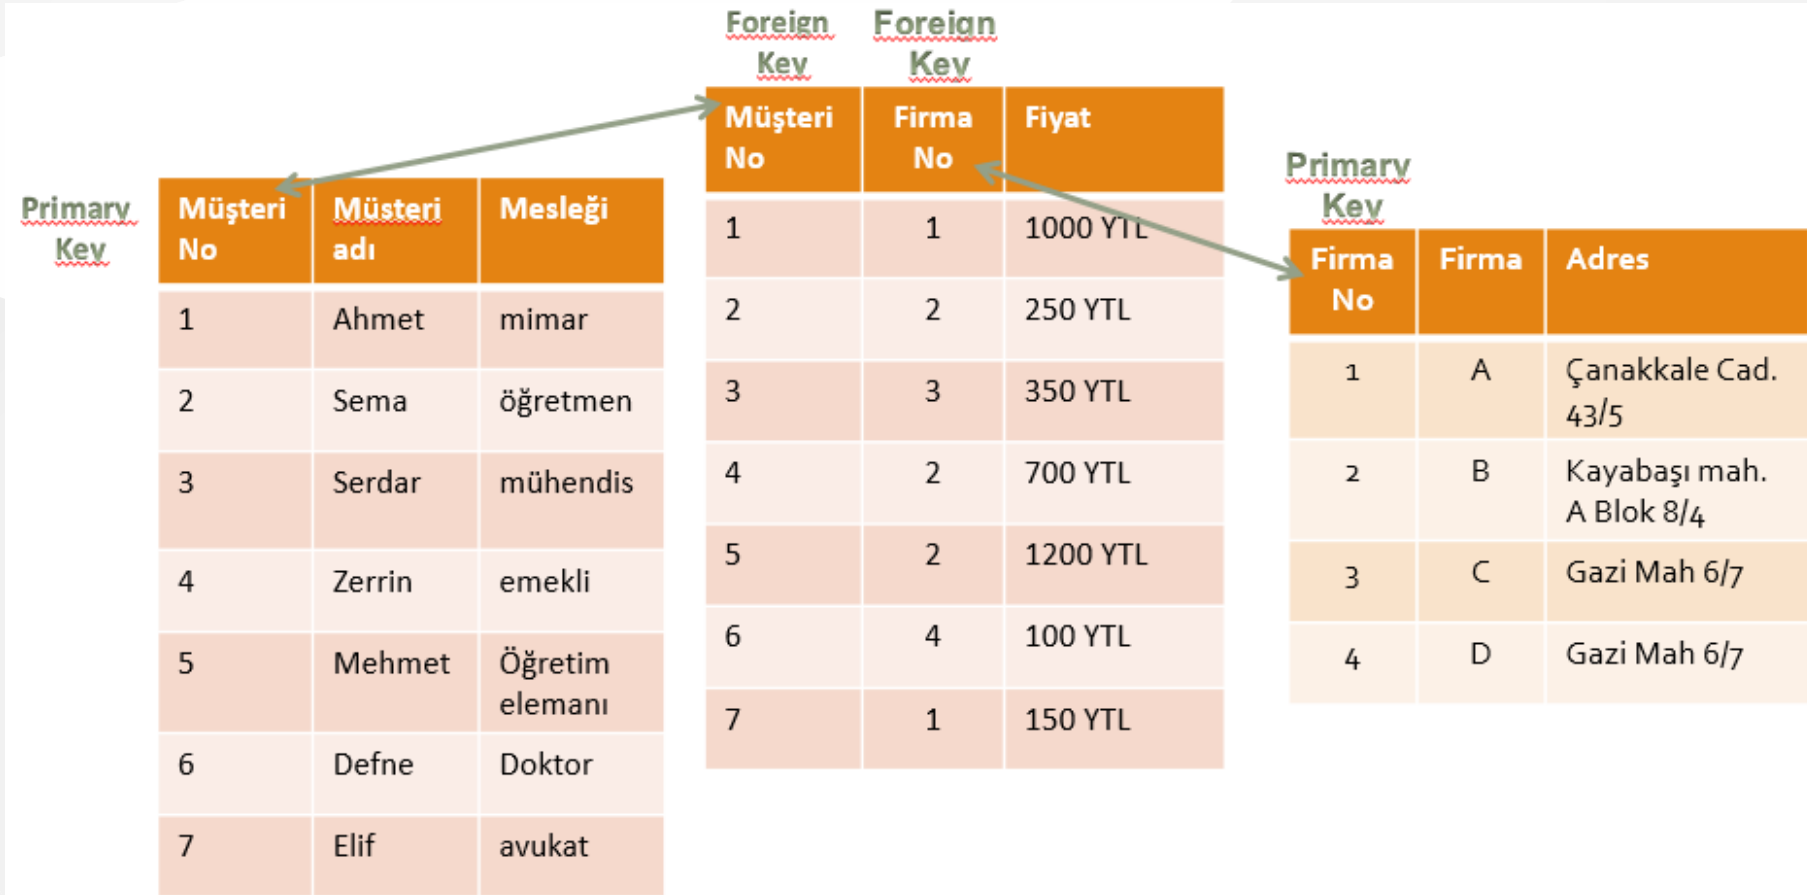 Primary
Key
Müşteri
No
Müsteri
adı
Mesleği
1 Ahmet mimar
2 Sema öğretmen
3 Serdar mühendis
4 Zerrin emekli
5 Mehmet Öğretim
elemanı
6 Defne Doktor
7 Elif avukat
Foreign
Key
Foreign
Key
Müşteri
No
Firma
No
Fiyat
1 1 1000 YTL
2 2 250 YTL
3 3 350 YTL
4 2 700 YTL
5 2 1200 YTL
6 4 100 YTL
7 1 150 YTL
Primary
Key
Firma
No
Firma
Adres
1 A Çanakkale Cad.
43/5
2 B Kayabaşı mah.
A Blok 8/4
3 C Gazi Mah 6/7
4 D Gazi Mah 6/7